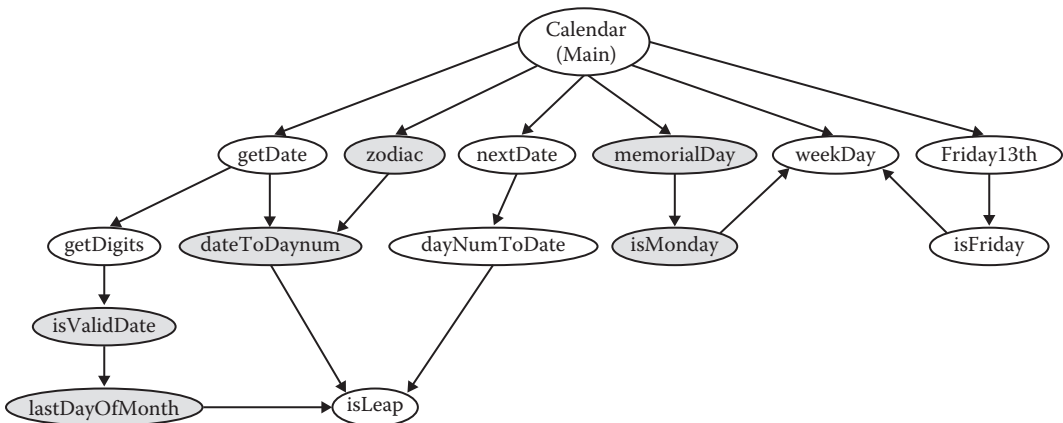 Calendar
(Main)
getDate
zodiac
nextDate
memorialDay
weekDay
Friday13th
getDigits
dateToDaynum
dayNumToDate
isMonday
isFriday
isValidDate
lastDayOfMonth
isLeap